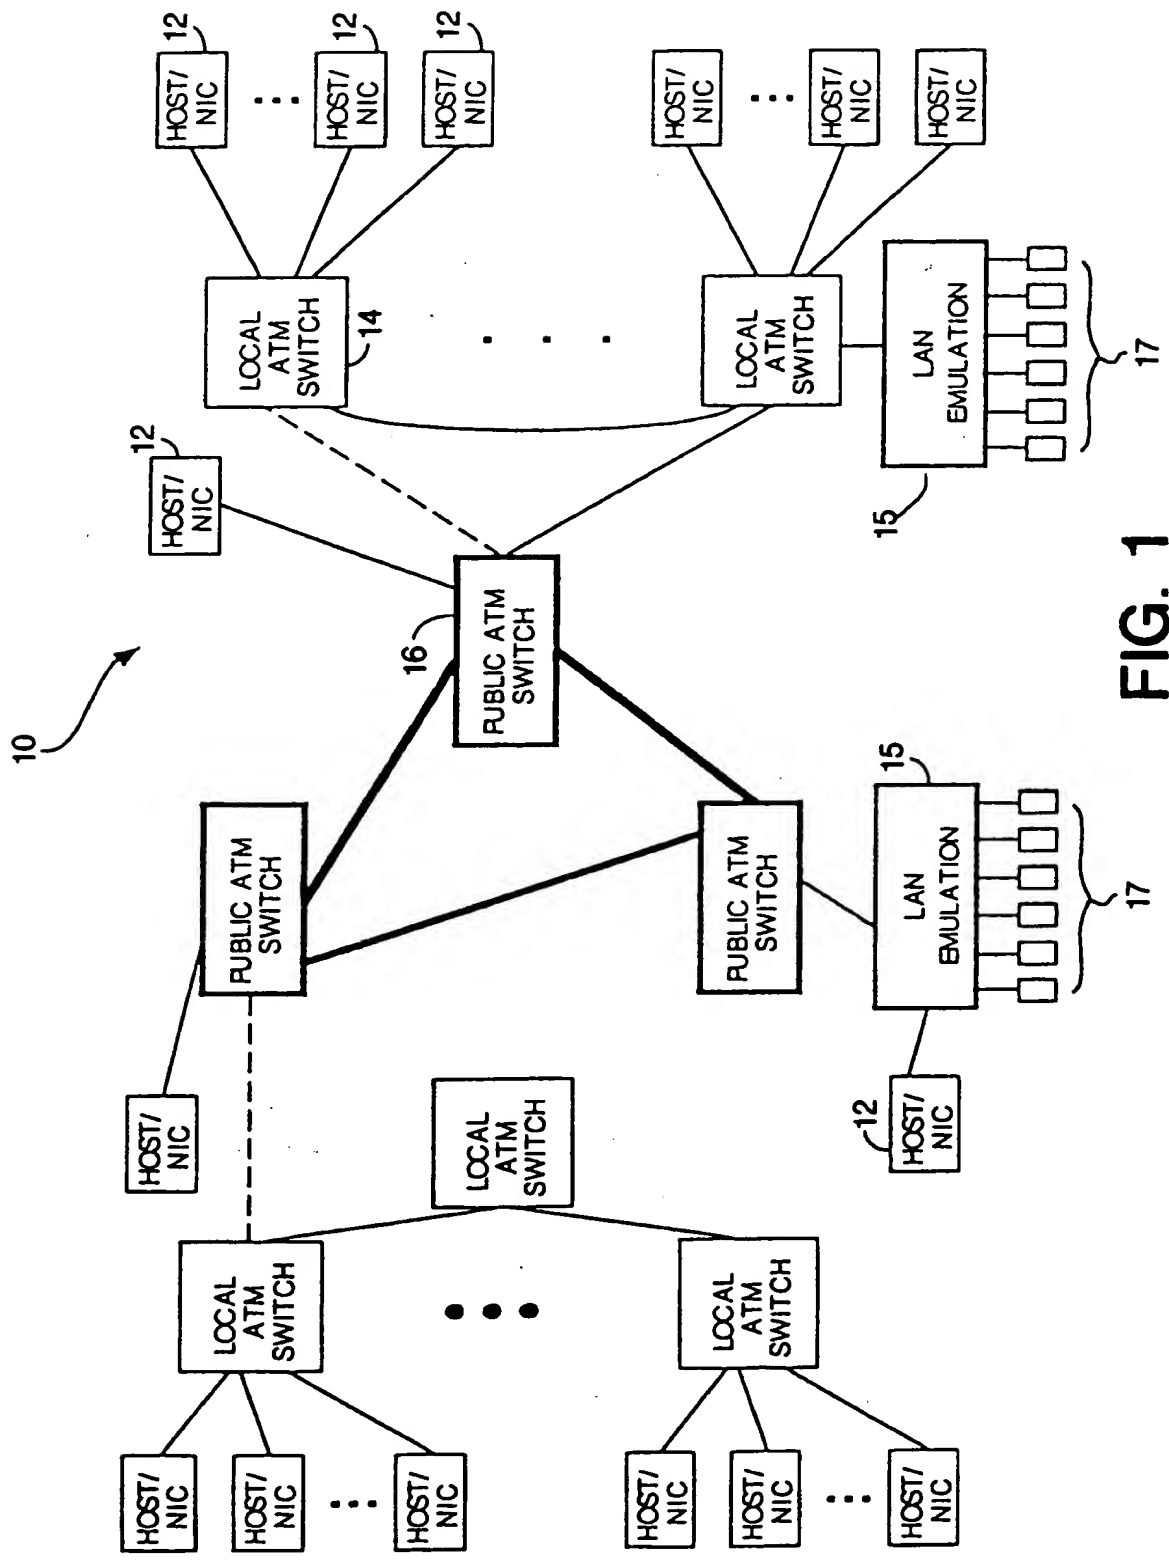 10
HOST/
NIC
12
HOST/
NIC
12
HOST/
NIC
HOST/
NIC
PUBLIC ATM
SWITCH
LOCAL
ATM
SWITCH
14
HOST/
NIC
12
HOST/
NIC
LOCAL
ATM
SWITCH
HOST/
NIC
12
HOST/
NIC
LOCAL
ATM
SWITCH
16
PUBLIC ATM
SWITCH
HOST/
NIC
HOST/
NIC
LOCAL
ATM
SWITCH
PUBLIC ATM
SWITCH
LOCAL
ATM
SWITCH
HOST/
NIC
HOST/
NIC
HOST/
NIC
HOST/
NIC
12
HOST/
NIC
15
LAN
EMULATION
15
LAN
EMULATION
17
17
FIG. 1